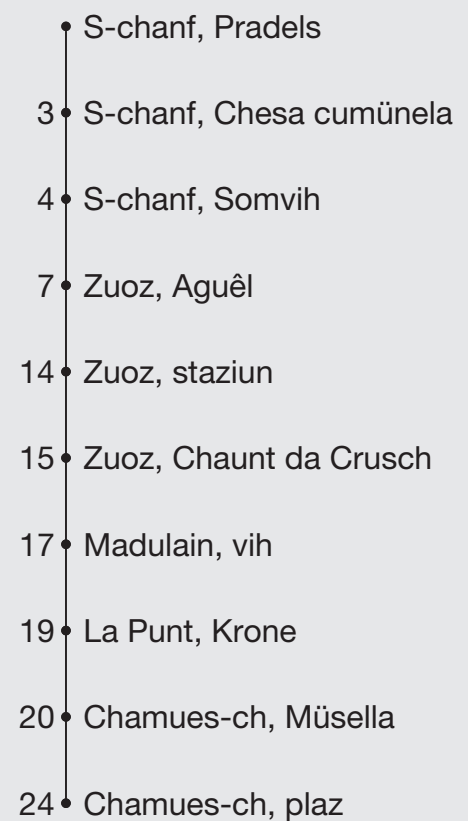 S-chanf, Pradels
3 S-chanf, Chesa cumünela
4 S-chanf, Somvih
7 Zuoz, Aguêl
14 Zuoz, staziun
15 Zuoz, Chaunt da Crusch
17 Madulain, vih
19 La Punt, Krone
20 Chamues-ch, Müsella
24 Chamues-ch, plaz